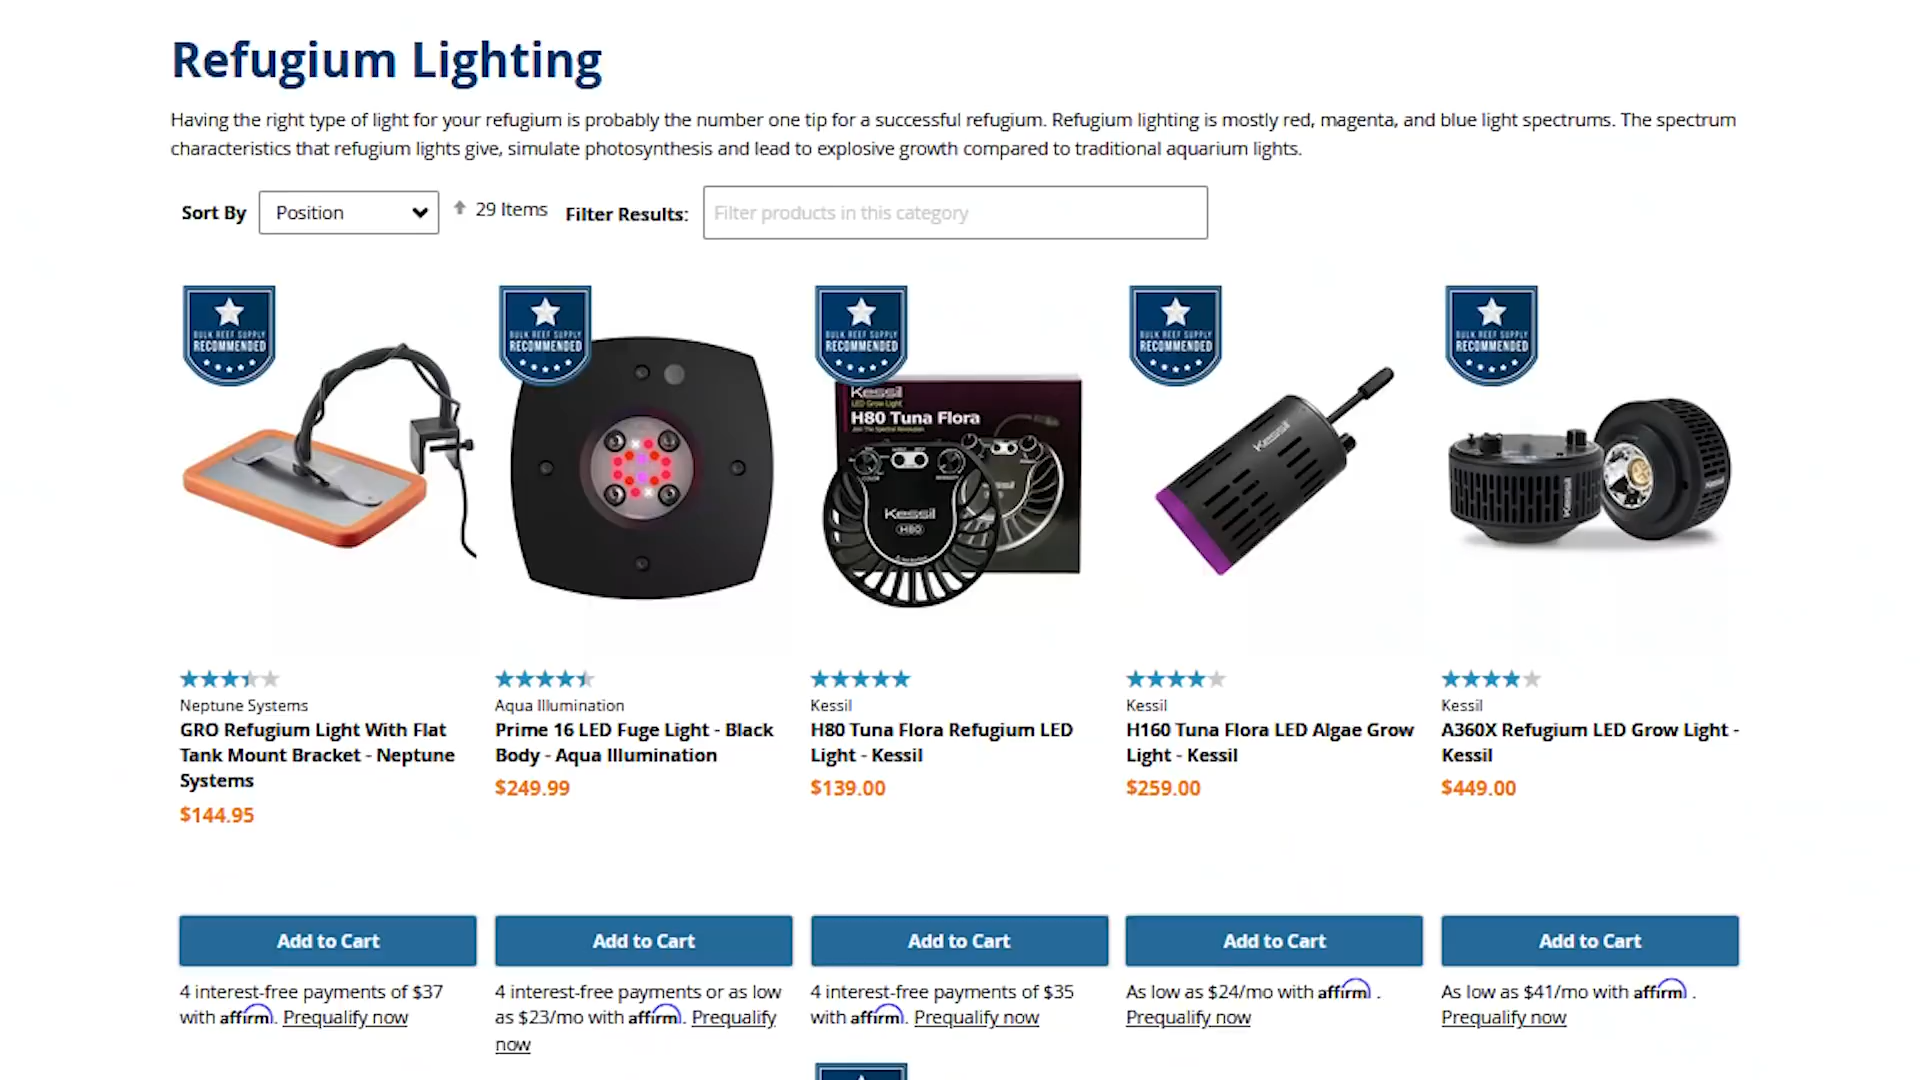 Refugium Lighting
Having the right type of light for your refugium is probably the number one tip for a successful refugium. Refugium lighting is mostly red, magenta, and blue light spectrums. The spectrum
characteristics that refugium lights give, simulate photosynthesis and lead to explosive growth compared to traditional aquarium lights.
Sort By Position 29 Items Filter Results: Filter products in this category
BULK REEF SUPPLY
RECOMMENDED
BULK REEF SUPPLY
RECOMMENDED
BULK REEF SUPPLY
RECOMMENDED
BULK REEF SUPPLY
RECOMMENDED
BULK REEF SUPPLY
RECOMMENDED
Kessil
LED Grow Light
H80 Tuna Flora
Kessil
H80
Kessil
Kessil
Kessil
Neptune Systems
GRO Refugium Light With Flat
Tank Mount Bracket - Neptune
Systems
$144.95
Aqua Illumination
Prime 16 LED Fuge Light - Black
Body - Aqua Illumination
$249.99
Kessil
H80 Tuna Flora Refugium LED
Light - Kessil
$139.00
Kessil
H160 Tuna Flora LED Algae Grow
Light - Kessil
$259.00
Kessil
A360X Refugium LED Grow Light -
Kessil
$449.00
Add to Cart
Add to Cart
Add to Cart
Add to Cart
Add to Cart
4 interest-free payments of $37
with affirm. Prequalify now
4 interest-free payments or as low
as $23/mo with affirm. Prequalify
now
4 interest-free payments of $35
with affirm. Prequalify now
As low as $24/mo with affirm.
Prequalify now
As low as $41/mo with affirm.
Prequalify now